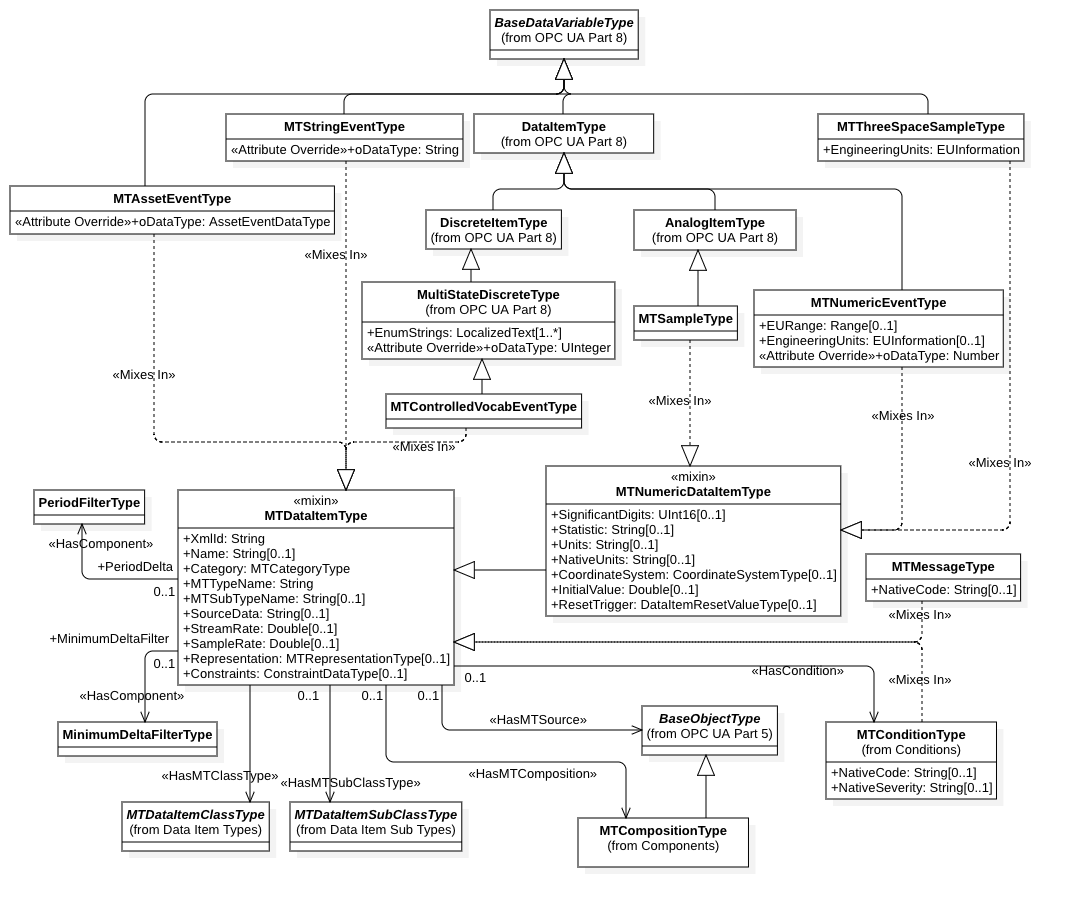 BaseDataVariableType
(from OPC UA Part 8)
MTStringEventType
«Attribute Override»+oDataType: String
DataItemType
(from OPC UA Part 8)
MTThreeSpaceSampleType
+EngineeringUnits: EUInformation
MTAssetEventType
«Attribute Override»+oDataType: AssetEventDataType
DiscreteItemType
(from OPC UA Part 8)
AnalogItemType
(from OPC UA Part 8)
«Mixes In»
MultiStateDiscreteType
(from OPC UA Part 8)
+EnumStrings: LocalizedText[1..*]
«Attribute Override»+oDataType: UInteger
MTSampleType
MTNumericEventType
+EURange: Range[0..1]
+EngineeringUnits: EUInformation[0..1]
«Attribute Override»+oDataType: Number
«Mixes In»
MTControlledVocabEventType
«Mixes In»
«Mixes In»
«Mixes In»
«Mixes In»
PeriodFilterType
«HasComponent»
+PeriodDelta
0..1
«mixin»
MTDataItemType
+XmlId: String
+Name: String[0..1]
+Category: MTCategoryType
+MTTypeName: String
+MTSubTypeName: String[0..1]
+SourceData: String[0..1]
+StreamRate: Double[0..1]
+SampleRate: Double[0..1]
+Representation: MTRepresentationType[0..1]
+Constraints: ConstraintDataType[0..1]
«mixin»
MTNumericDataItemType
+SignificantDigits: UInt16[0..1]
+Statistic: String[0..1]
+Units: String[0..1]
+NativeUnits: String[0..1]
+CoordinateSystem: CoordinateSystemType[0..1]
+InitialValue: Double[0..1]
+ResetTrigger: DataItemResetValueType[0..1]
MTMessageType
+NativeCode: String[0..1]
«Mixes In»
+MinimumDeltaFilter
0..1
«HasComponent»
MinimumDeltaFilterType
0..1
«HasCondition»
«Mixes In»
0..1
0..1
0..1
«HasMTSource»
BaseObjectType
(from OPC UA Part 5)
MTConditionType
(from Conditions)
+NativeCode: String[0..1]
+NativeSeverity: String[0..1]
«HasMTClassType»
«HasMTSubClassType»
«HasMTComposition»
MTDataItemClassType
(from Data Item Types)
MTDataItemSubClassType
(from Data Item Sub Types)
MTCompositionType
(from Components)